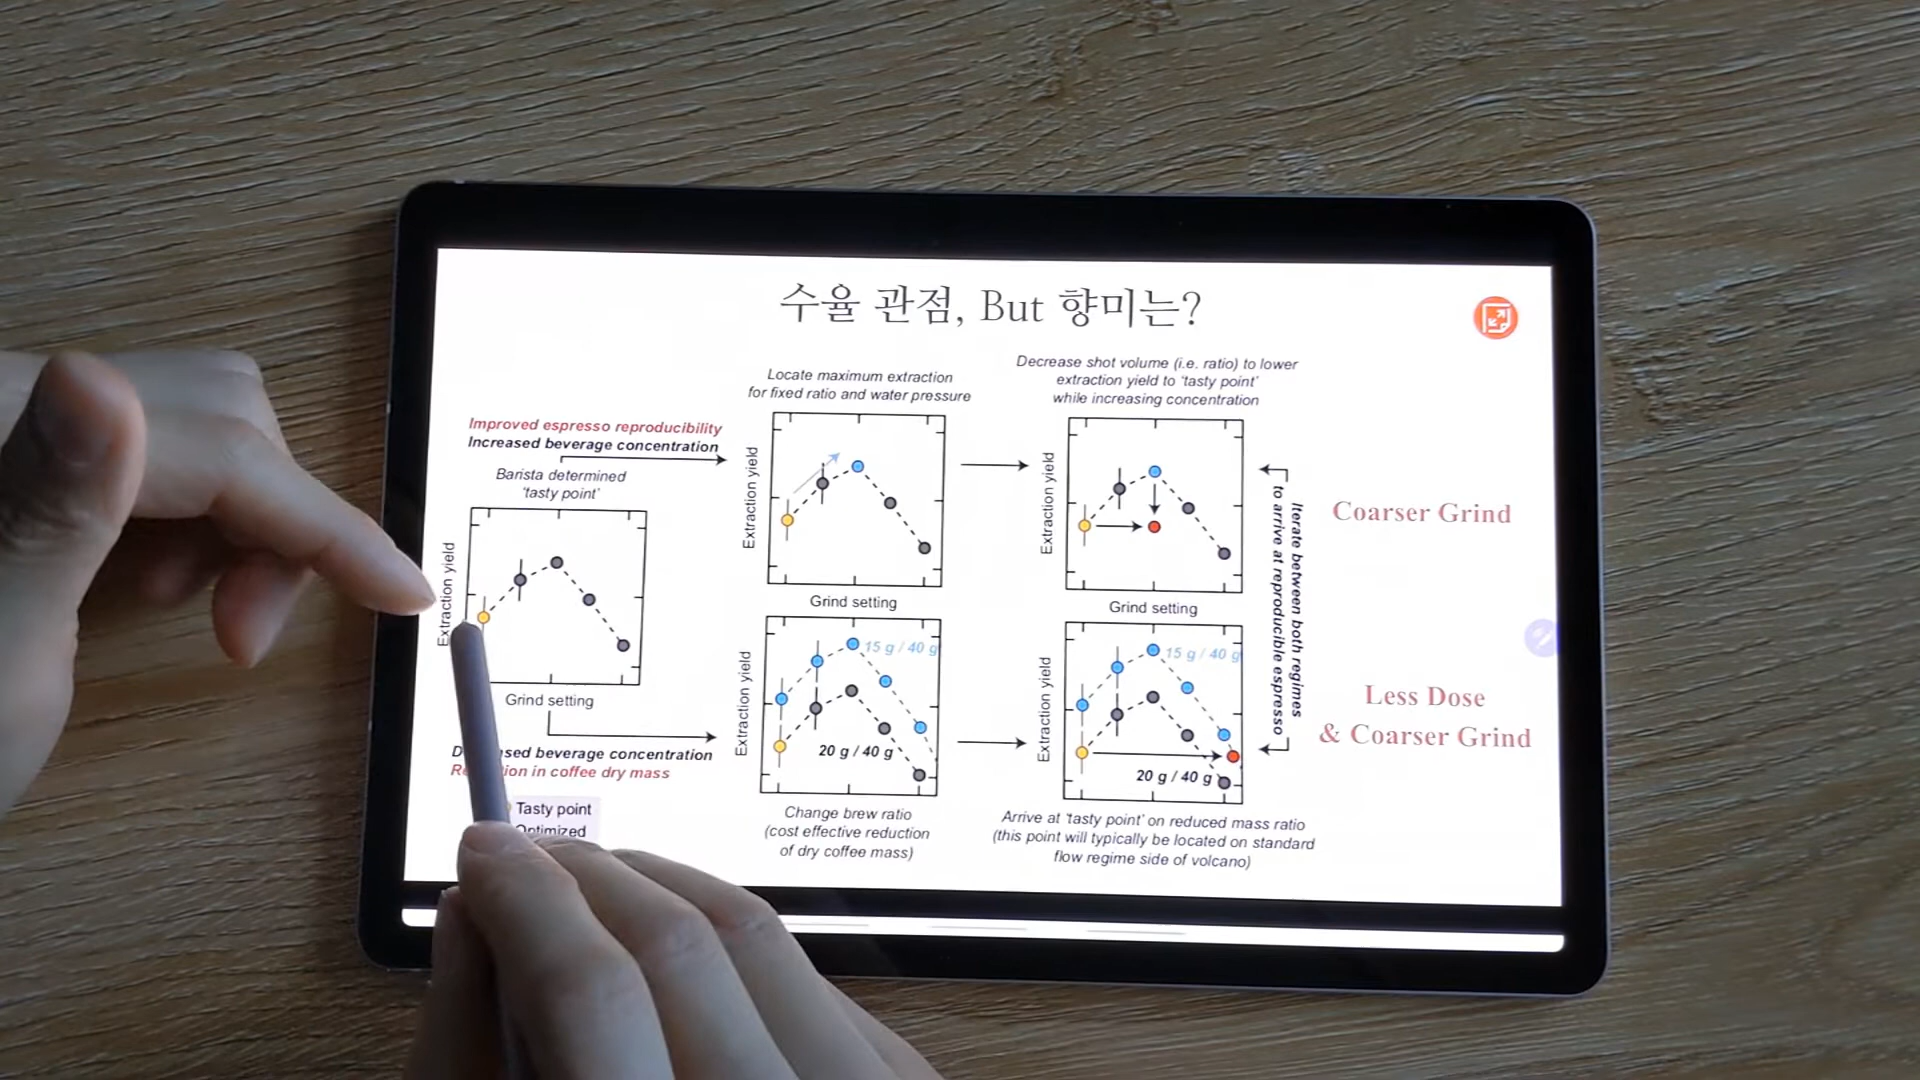 수율 관점, But 향미는?
Improved espresso reproducibility
Increased beverage concentration
Barista determined
'tasty point'
Extraction yield
Grind setting
beverage concentration
in coffee dry mass
Tasty point
Optimized
Locate maximum extraction
for fixed ratio and water pressure
Extraction yield
Grind setting
Decrease shot volume (i.e. ratio) to lower
extraction yield to 'tasty point'
while increasing concentration
Extraction yield
Grind setting
Extraction yield
15 g / 40 g
20 g / 40 g
Change brew ratio
(cost effective reduction
of dry coffee mass)
Extraction yield
15 g / 40 g
20 g / 40 g
Arrive at 'tasty point' on reduced mass ratio
(this point will typically be located on standard
flow regime side of volcano)
Iterate between both regimes
to arrive at reproducible espresso
Coarser Grind
Less Dose
& Coarser Grind